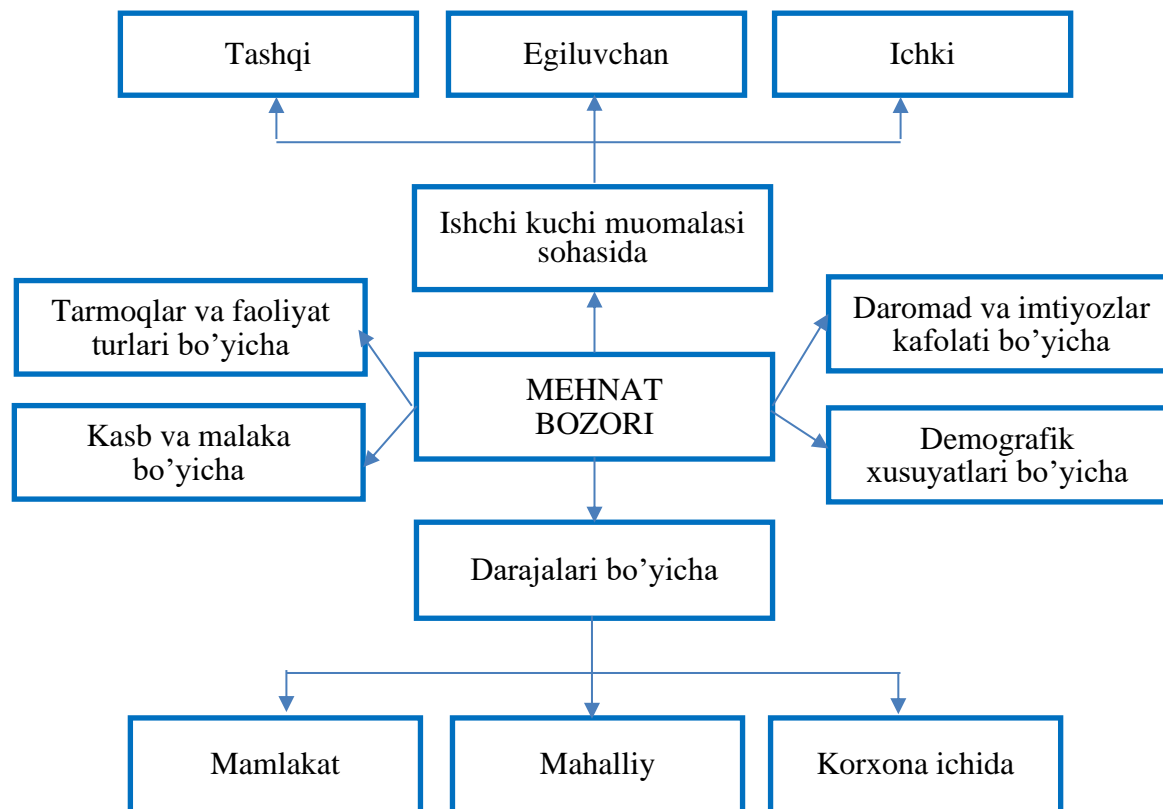 Tashqi
Egiluvchan
Ichki
Ishchi kuchi muomalasi
sohasida
Tarmoqlar va faoliyat
turlari bo’yicha
Daromad va imtiyozlar
kafolati bo’yicha
MEHNAT
BOZORI
Kasb va malaka
bo’yicha
Demografik
xusuyatlari bo’yicha
Darajalari bo’yicha
Mamlakat
Mahalliy
Korxona ichida